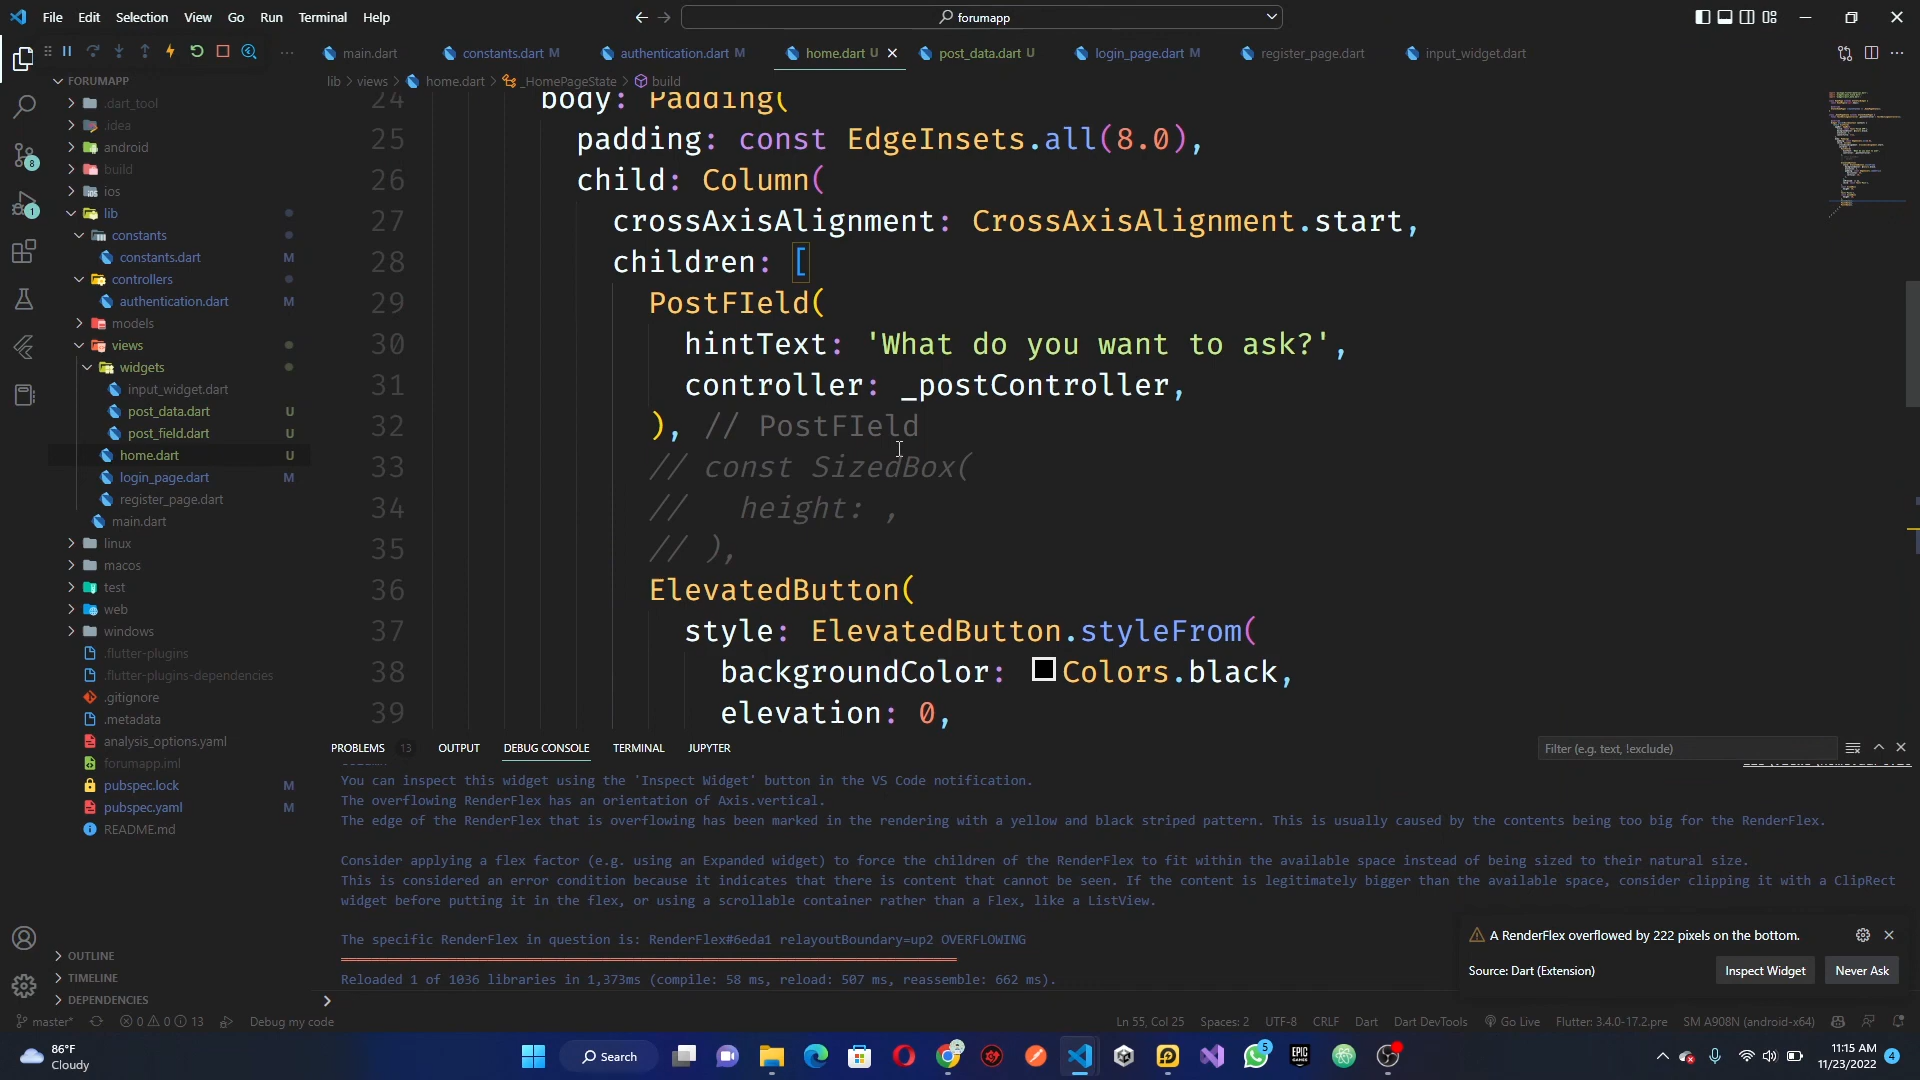 File Edit Selection View Go Run Terminal Help
forumapp
main.dart
constants.dart M
authentication.dart M
home.dart U
post_data.dart U
login_page.dart M
register_page.dart
input_widget.dart
lib > views > home.dart > _HomePageState > build
FORUMAPP
.dart_tool
.idea
android
build
ios
lib
constants
constants.dart M
controllers
authentication.dart M
models
views
widgets
input_widget.dart
post_data.dart U
post_field.dart U
home.dart U
login_page.dart M
register_page.dart
main.dart
linux
macos
test
web
windows
.flutter-plugins
.flutter-plugins-dependencies
.gitignore
.metadata
analysis_options.yaml
forumapp.iml
pubspec.lock M
pubspec.yaml M
README.md
OUTLINE
TIMELINE
DEPENDENCIES
8
1
24 body: Padding(
25 padding: const EdgeInsets.all(8.0),
26 child: Column(
27 crossAxisAlignment: CrossAxisAlignment.start,
28 children: [
29 PostFIeld(
30 hintText: 'What do you want to ask?',
31 controller: _postController,
32 ), // PostFIeld
33 // const SizedBox(
34 // height: ,
35 // ),
36 ElevatedButton(
37 style: ElevatedButton.styleFrom(
38 backgroundColor: Colors.black,
39 elevation: 0,
PROBLEMS 13 OUTPUT DEBUG CONSOLE TERMINAL JUPYTER
Filter (e.g. text, !exclude)
You can inspect this widget using the 'Inspect Widget' button in the VS Code notification.
The overflowing RenderFlex has an orientation of Axis.vertical.
The edge of the RenderFlex that is overflowing has been marked in the rendering with a yellow and black striped pattern. This is usually caused by the contents being too big for the RenderFlex.
Consider applying a flex factor (e.g. using an Expanded widget) to force the children of the RenderFlex to fit within the available space instead of being sized to their natural size.
This is considered an error condition because it indicates that there is content that cannot be seen. If the content is legitimately bigger than the available space, consider clipping it with a ClipRect
widget before putting it in the flex, or using a scrollable container rather than a Flex, like a ListView.
The specific RenderFlex in question is: RenderFlex#6eda1 relayoutBoundary=up2 OVERFLOWING
Reloaded 1 of 1036 libraries in 1,373ms (compile: 58 ms, reload: 507 ms, reassemble: 662 ms).
A RenderFlex overflowed by 222 pixels on the bottom.
Source: Dart (Extension)
Inspect Widget
Never Ask
master* 0 0 13 Debug my code
Ln 55, Col 25 Spaces: 2 UTF-8 CRLF Dart Dart DevTools Go Live Flutter: 3.4.0-17.2.pre SM A908N (android-x64)
86°F
Cloudy
Search
5
EPIC GAMES
11:15 AM
11/23/2022
4